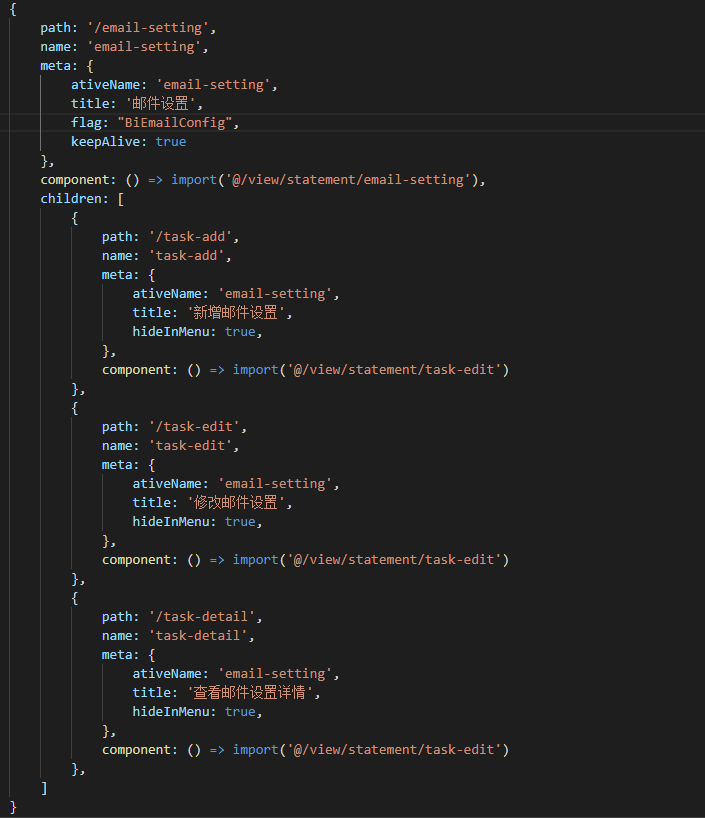 {
    path: '/email-setting',
    name: 'email-setting',
    meta: {
        ativeName: 'email-setting',
        title: '邮件设置',
        flag: "BiEmailConfig",
        keepAlive: true
    },
    component: () => import('@/view/statement/email-setting'),
    children: [
        {
            path: '/task-add',
            name: 'task-add',
            meta: {
                ativeName: 'email-setting',
                title: '新增邮件设置',
                hideInMenu: true,
            },
            component: () => import('@/view/statement/task-edit')
        },
        {
            path: '/task-edit',
            name: 'task-edit',
            meta: {
                ativeName: 'email-setting',
                title: '修改邮件设置',
                hideInMenu: true,
            },
            component: () => import('@/view/statement/task-edit')
        },
        {
            path: '/task-detail',
            name: 'task-detail',
            meta: {
                ativeName: 'email-setting',
                title: '查看邮件设置详情',
                hideInMenu: true,
            },
            component: () => import('@/view/statement/task-edit')
        },
    ]
}